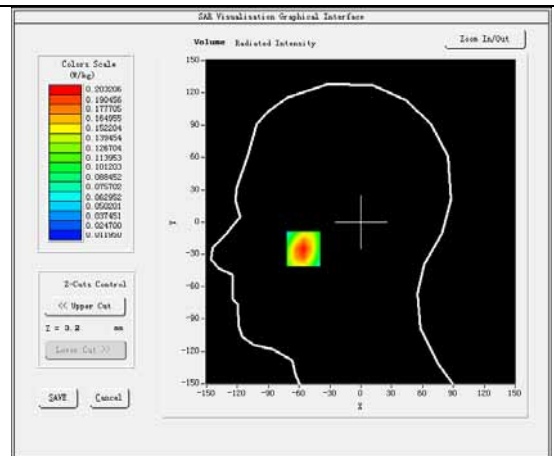 SAR Visualisation Graphical Interface
Volume Radiated Intensity
Zoom In/Out
Colors Scale
(W/kg)
0.203206
0.190456
0.177705
0.164955
0.152204
0.139454
0.126704
0.113953
0.101203
0.088452
0.075702
0.062952
0.050201
0.037451
0.024700
0.011950
Z-Cuts Control
<< Upper Cut
Z = 3.2 mm
Lower Cut >>
SAVE
Cancel
150
120
90
60
30
0
-30
-60
-90
-120
-150
Y
-150 -120 -90 -60 -30 0 30 60 90 120 150
X